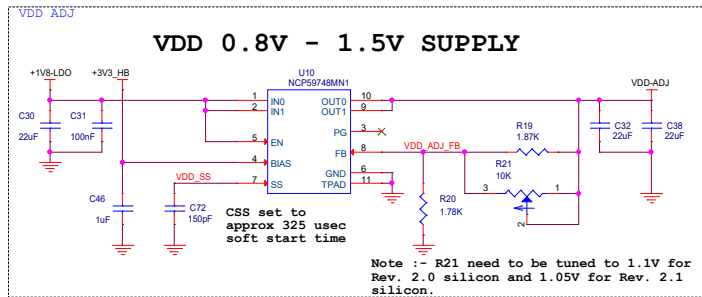 VDD ADJ
VDD 0.8V - 1.5V SUPPLY
+1V8-LDO
+3V3_HB
U10
NCP59748MN1
VDD-ADJ
1
IN0
OUT0
10
2
IN1
OUT1
9
C30
22uF
C31
100nF
R19
1.87K
C32
22uF
C38
22uF
PG
3
5
EN
FB
8
VDD_ADJ_FB
R21
10K
4
BIAS
GND
6
VDD_SS
7
SS
TPAD
11
3
1
2
C46
1uF
C72
150pF
R20
1.78K
CSS set to
approx 325 usec
soft start time
Note :- R21 need to be tuned to 1.1V for
Rev. 2.0 silicon and 1.05V for Rev. 2.1
silicon.